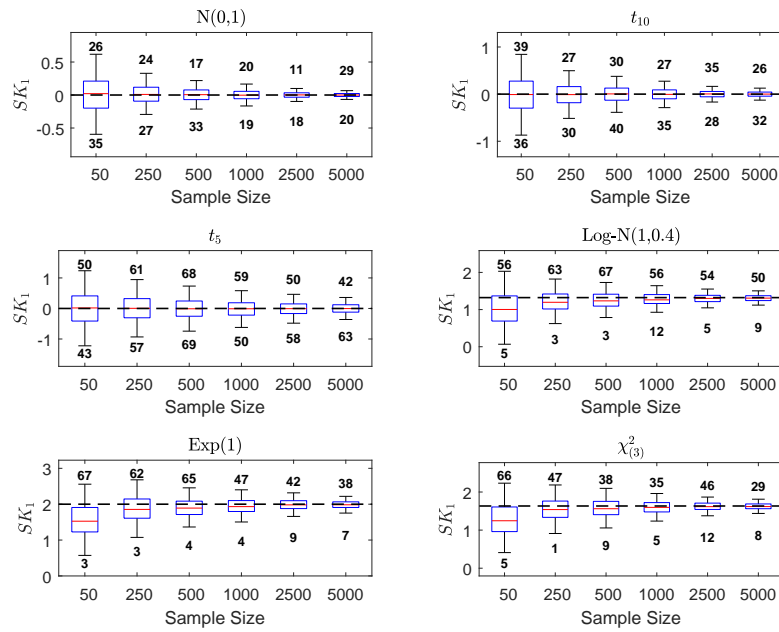 N(0,1)
SK₁
0.5
0
-0.5
26 24 17 20 11 29
35 27 33 19 18 20
50 250 500 1000 2500 5000
Sample Size
t₁₀
SK₁
1
0
-1
39 27 30 27 35 26
36 30 40 35 28 32
50 250 500 1000 2500 5000
Sample Size
t₅
SK₁
1
0
-1
50 61 68 59 50 42
43 57 69 50 58 63
50 250 500 1000 2500 5000
Sample Size
Log-N(1,0.4)
SK₁
2
1
0
56 63 67 56 54 50
5 3 3 12 5 9
50 250 500 1000 2500 5000
Sample Size
Exp(1)
SK₁
3
2
1
0
67 62 65 47 42 38
3 3 4 4 9 7
50 250 500 1000 2500 5000
Sample Size
χ²₍₃₎
SK₁
2
1
0
66 47 38 35 46 29
5 1 9 5 12 8
50 250 500 1000 2500 5000
Sample Size